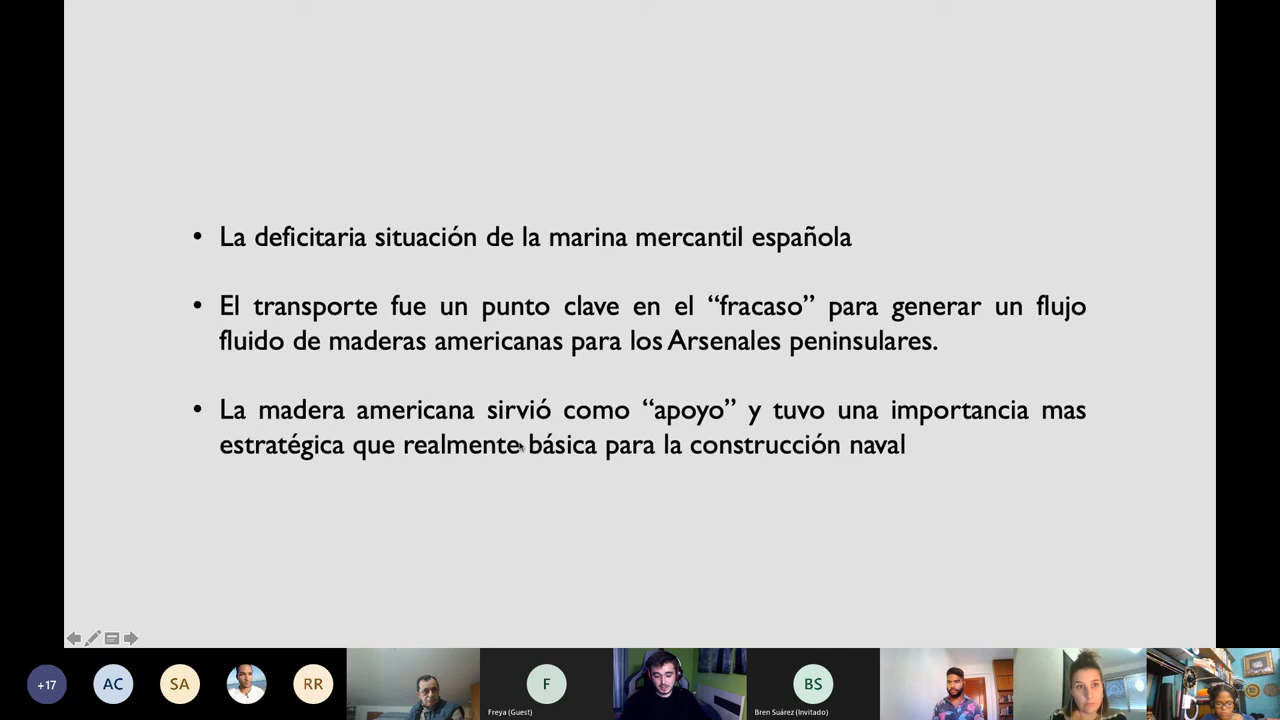 • La deficitaria situación de la marina mercantil española
• El transporte fue un punto clave en el “fracaso” para generar un flujo
fluido de maderas americanas para los Arsenales peninsulares.
• La madera americana sirvió como “apoyo” y tuvo una importancia mas
estratégica que realmente básica para la construcción naval
+17
AC
SA
RR
F
Freya (Guest)
BS
Bren Suárez (Invitado)